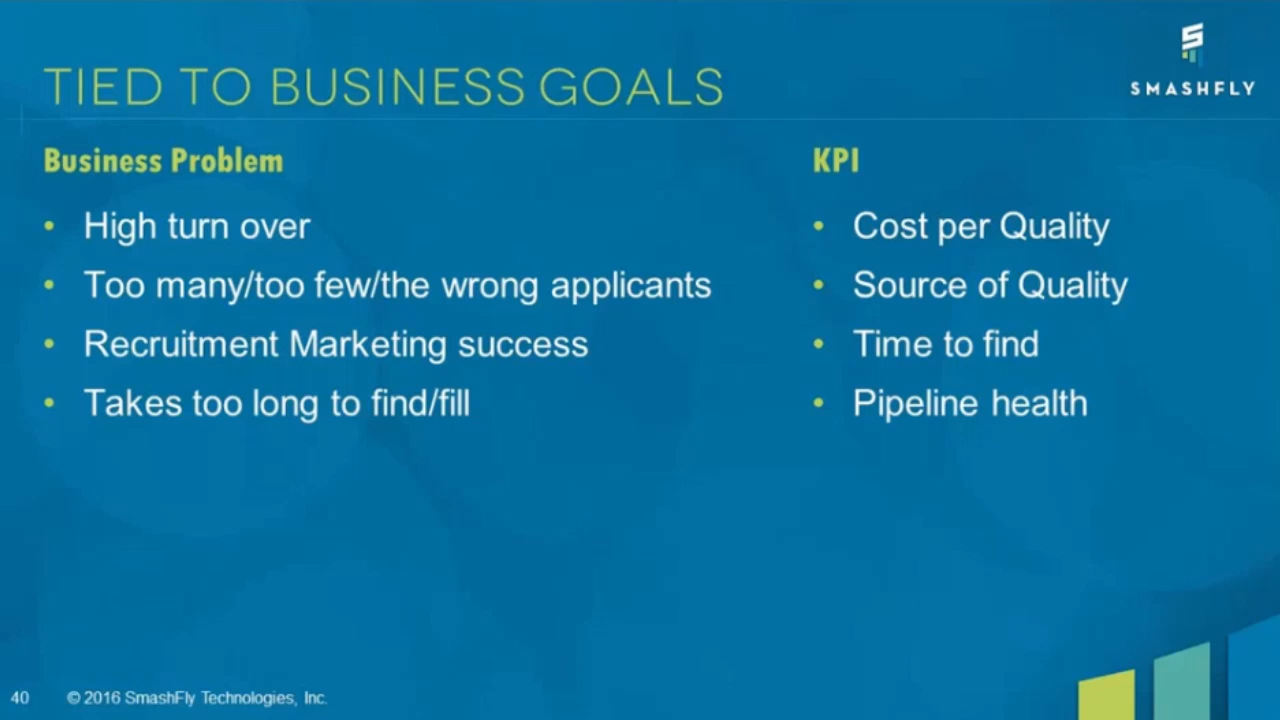 SMASHFLY
TIED TO BUSINESS GOALS
Business Problem
• High turn over
• Too many/too few/the wrong applicants
• Recruitment Marketing success
• Takes too long to find/fill
KPI
• Cost per Quality
• Source of Quality
• Time to find
• Pipeline health
40 © 2016 SmashFly Technologies, Inc.